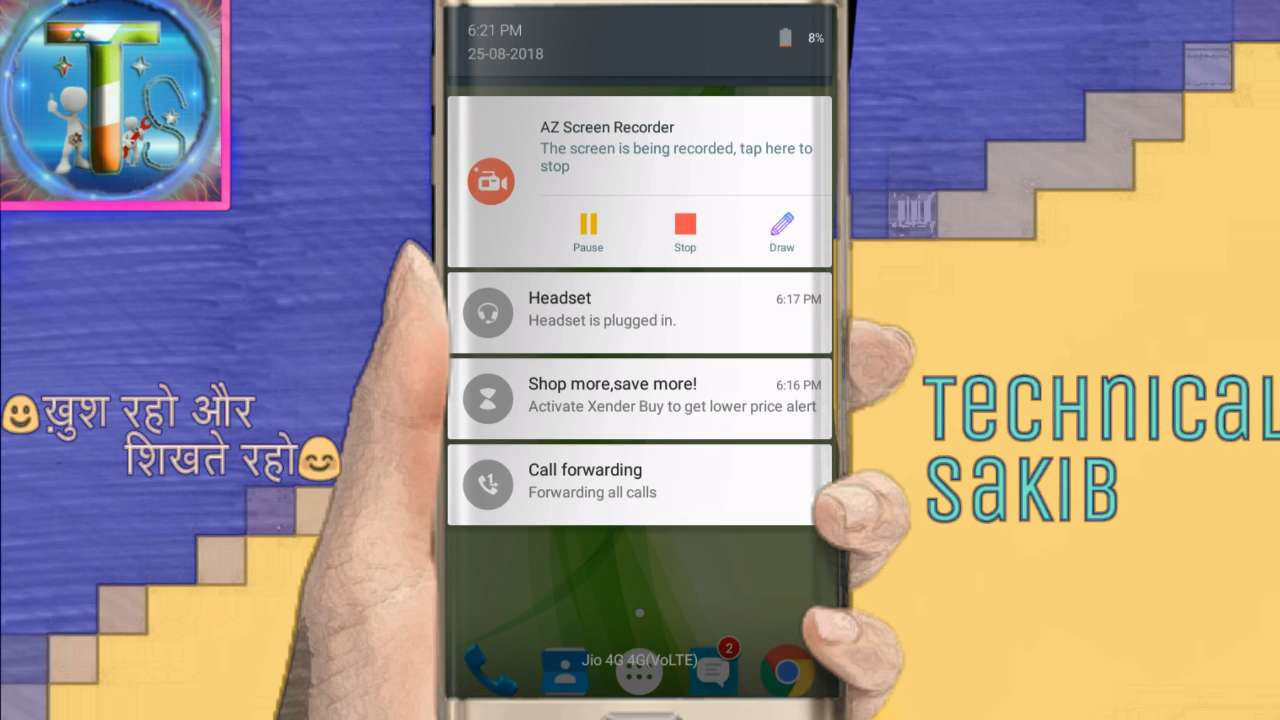 6:21 PM
8%
25-08-2018
AZ Screen Recorder
The screen is being recorded, tap here to
stop
Pause
Stop
Draw
Headset
6:17 PM
Headset is plugged in.
Shop more,save more!
6:16 PM
Activate Xender Buy to get lower price alert
Call forwarding
Forwarding all calls
Jio 4G 4G(VoLTE)
2
TS
ख़ुश रहो और
शिखते रहो
TECHNICAL
SAKIB